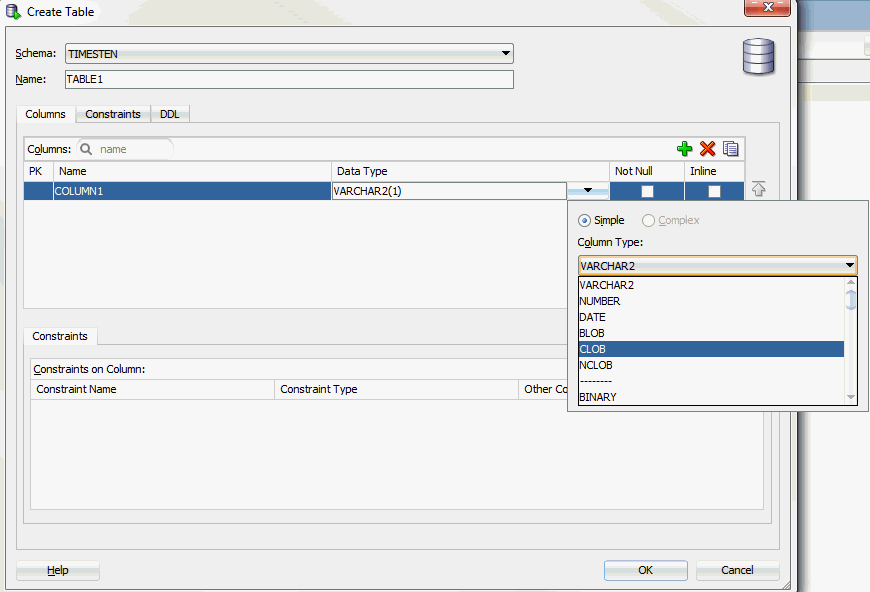 Create Table
Schema: TIMESTEN
Name: TABLE1
Columns Constraints DDL
Columns: name
PK Name Data Type Not Null Inline
COLUMN1 VARCHAR2(1)
Simple Complex
Column Type:
VARCHAR2
VARCHAR2
NUMBER
DATE
BLOB
CLOB
NCLOB
--------
BINARY
Constraints
Constraints on Column:
Constraint Name Constraint Type Other Co
Help OK Cancel